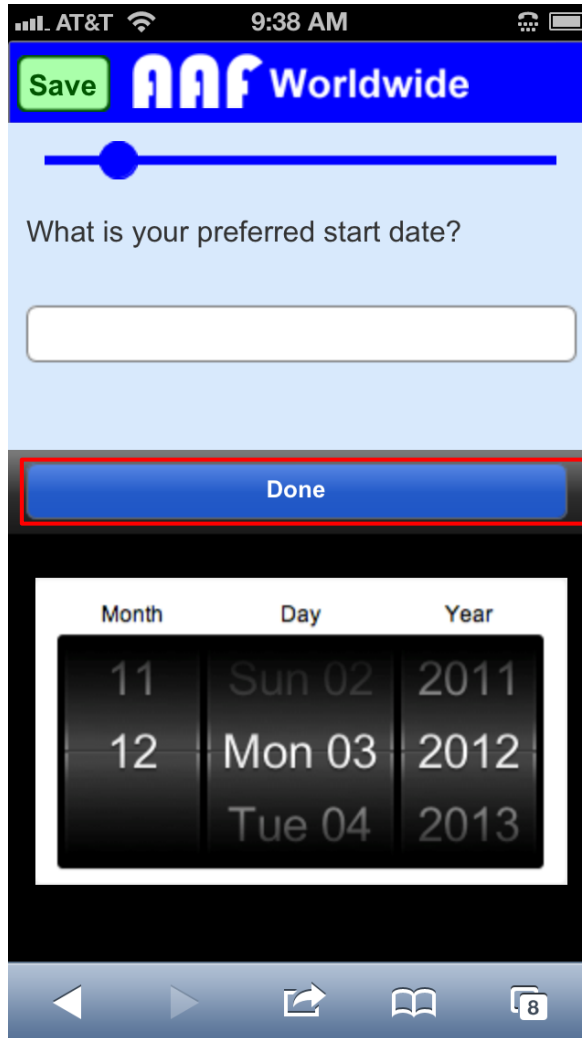 AT&T 9:38 AM
Save AAF Worldwide
What is your preferred start date?
Done
Month Day Year
11 Sun 02 2011
12 Mon 03 2012
Tue 04 2013
8